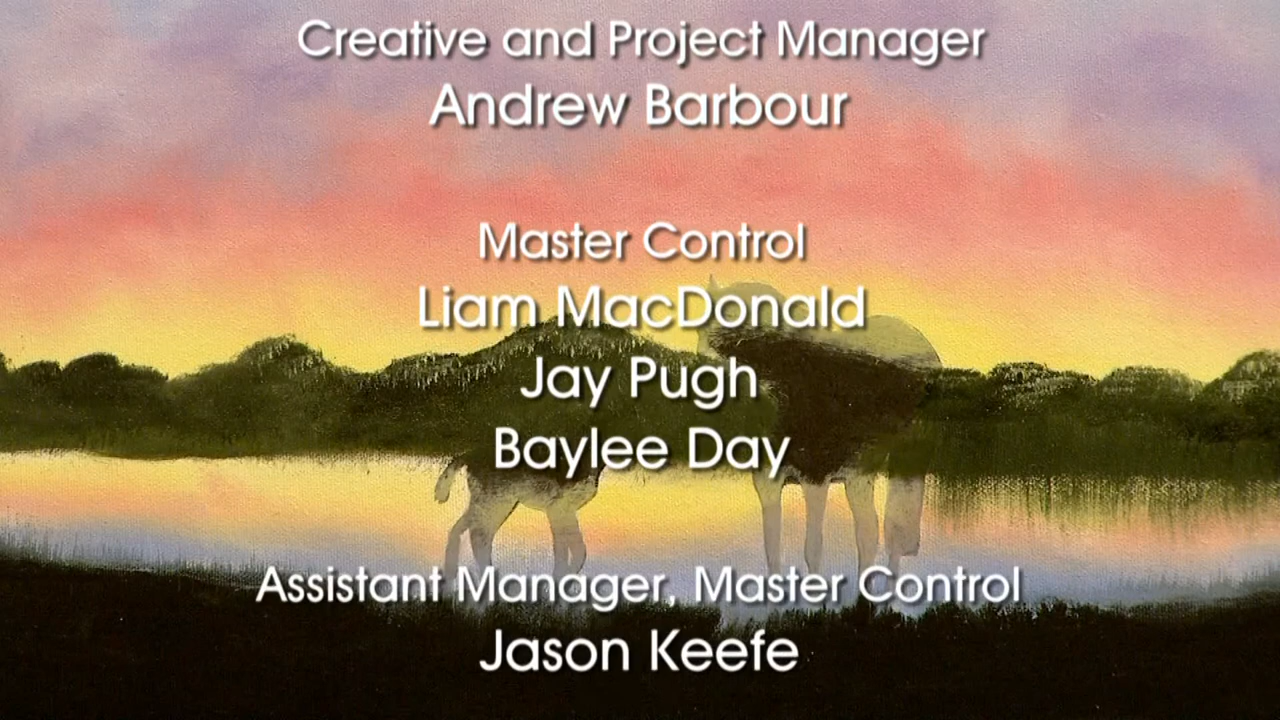 Creative and Project Manager
Andrew Barbour
Master Control
Liam MacDonald
Jay Pugh
Baylee Day
Assistant Manager, Master Control
Jason Keefe